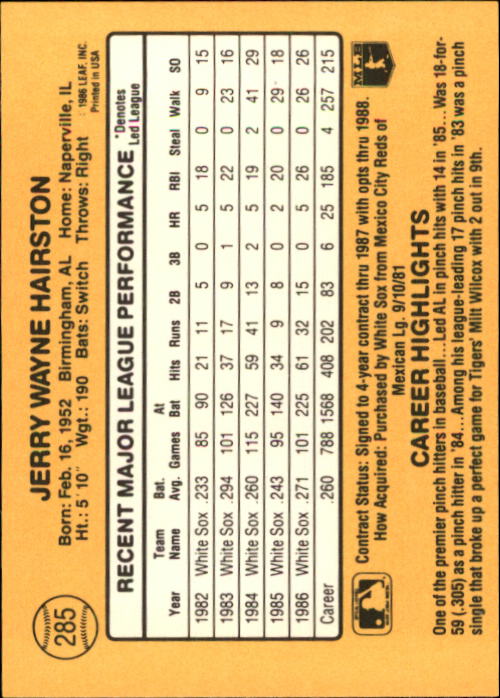 285
JERRY WAYNE HAIRSTON
Born: Feb. 16, 1952 Birmingham, AL Home: Naperville, IL
Ht.: 5'10" Wgt.: 190 Bats: Switch Throws: Right
1986 LEAF, INC.
Printed in USA
RECENT MAJOR LEAGUE PERFORMANCE
*Denotes
Led League
Year Team Name Bat. Avg. Games At Bat Hits Runs 2B 3B HR RBI Steal Walk SO
1982 White Sox .233 85 90 21 11 5 0 5 18 0 9 15
1983 White Sox .294 101 126 37 17 9 1 5 22 0 23 16
1984 White Sox .260 115 227 59 41 13 2 5 19 2 41 29
1985 White Sox .243 95 140 34 9 8 0 2 20 0 29 18
1986 White Sox .271 101 225 61 32 15 0 5 26 0 26 26
Career .260 788 1568 408 202 83 6 25 185 4 257 215
Contract Status: Signed to 4-year contract thru 1987 with opts thru 1988.
How Acquired: Purchased by White Sox from Mexico City Reds of
Mexican Lg. 9/10/81
MLB
CAREER HIGHLIGHTS
One of the premier pinch hitters in baseball...Led AL in pinch hits with 14 in '85...Was 18-for-
59 (.305) as a pinch hitter in '84...Among his league-leading 17 pinch hits in '83 was a pinch
single that broke up a perfect game for Tigers' Milt Wilcox with 2 out in 9th.